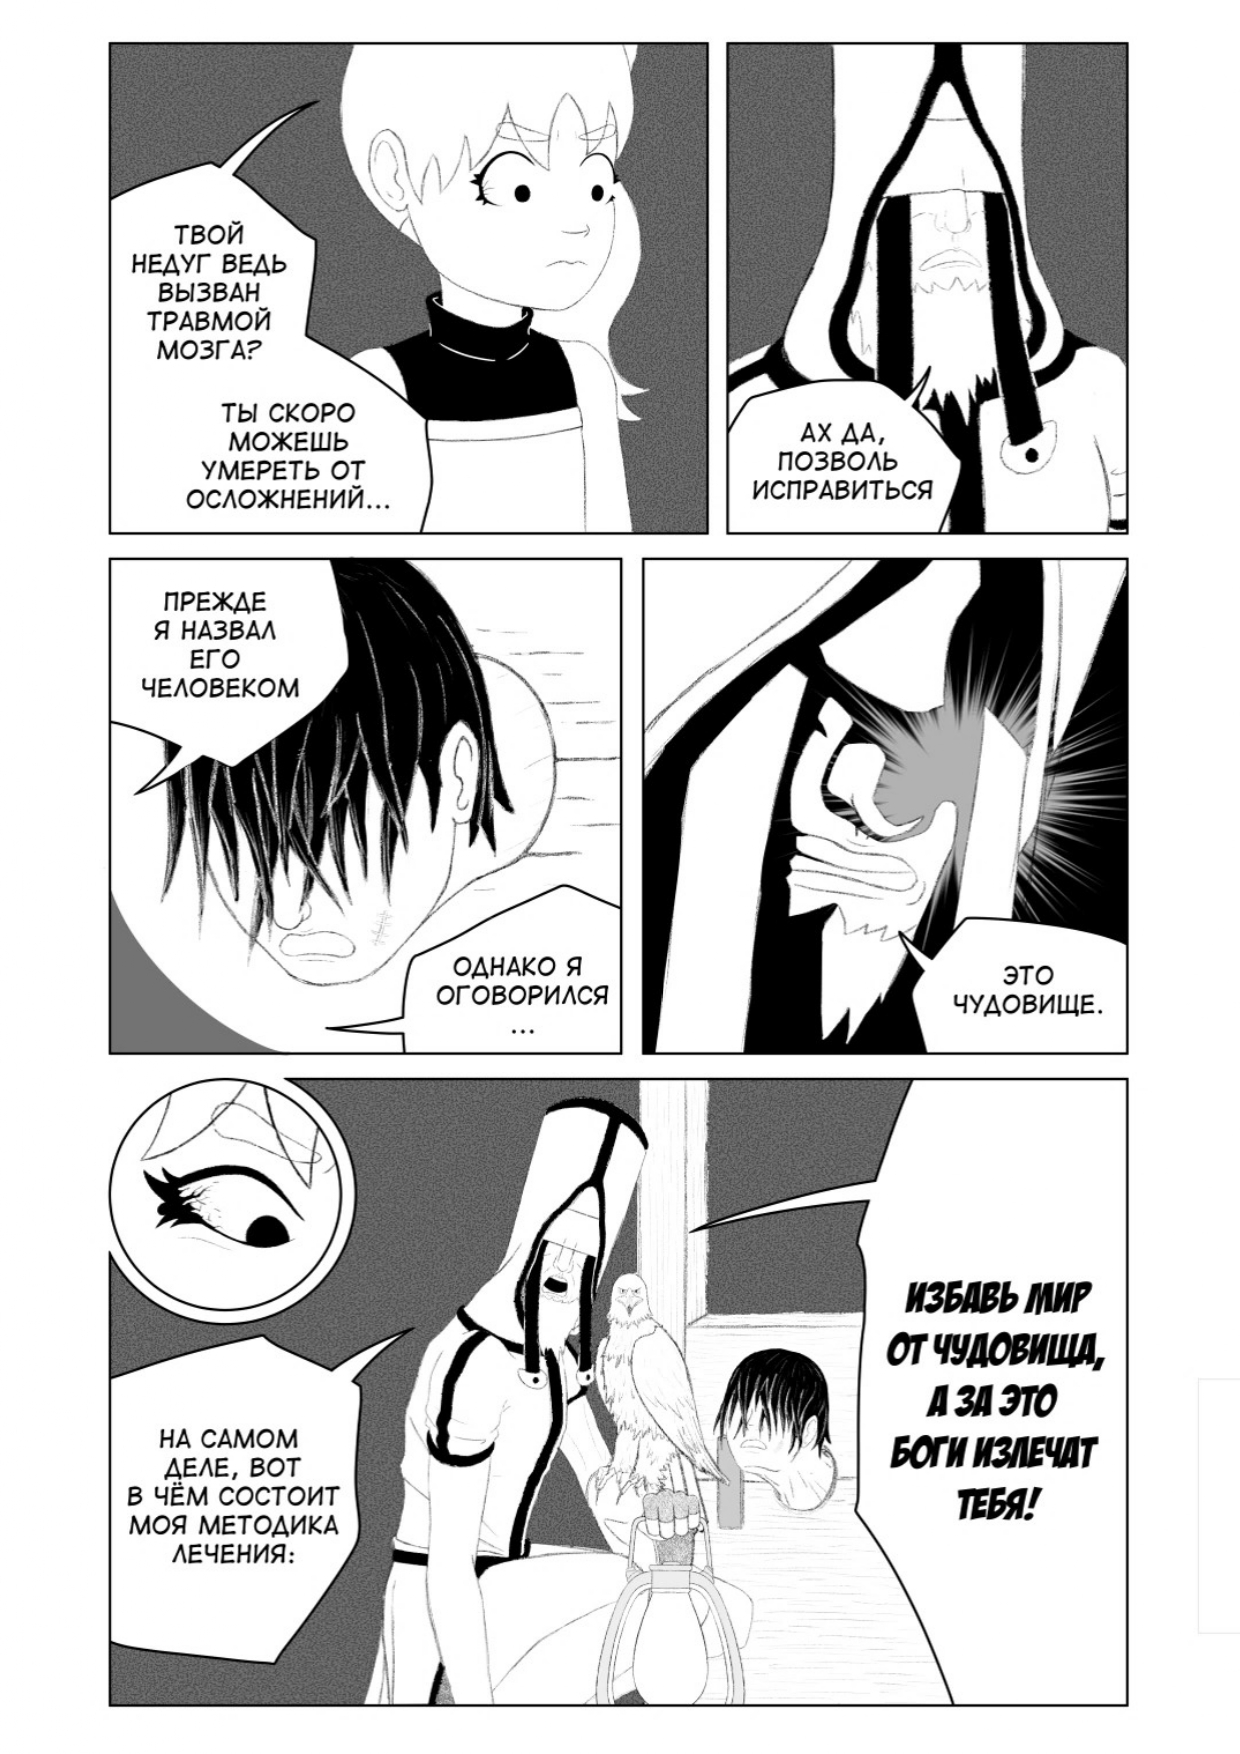 ТВОЙ
НЕДУГ ВЕДЬ
ВЫЗВАН
ТРАВМОЙ
МОЗГА?
ТЫ СКОРО
МОЖЕШЬ
УМЕРЕТЬ ОТ
ОСЛОЖНЕНИЙ...
АХ ДА,
ПОЗВОЛЬ
ИСПРАВИТЬСЯ
ПРЕЖДЕ
Я НАЗВАЛ
ЕГО
ЧЕЛОВЕКОМ
ОДНАКО Я
ОГОВОРИЛСЯ
...
ЭТО
ЧУДОВИЩЕ.
НА САМОМ
ДЕЛЕ, ВОТ
В ЧЁМ СОСТОИТ
МОЯ МЕТОДИКА
ЛЕЧЕНИЯ:
ИЗБАВЬ МИР
ОТ ЧУДОВИЩА,
А ЗА ЭТО
БОГИ ИЗЛЕЧАТ
ТЕБЯ!